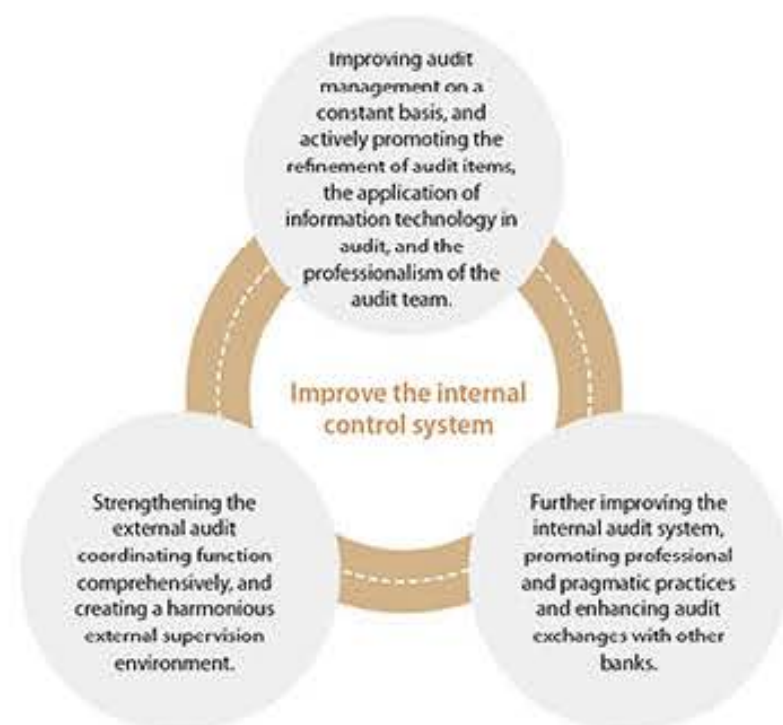 Improving audit
management on a
constant basis, and
actively promoting the
refinement of audit items,
the application of
information technology in
audit, and the
professionalism of the
audit team.
Improve the internal
control system
Strengthening the
external audit
coordinating function
comprehensively, and
creating a harmonious
external supervision
environment.
Further improving the
internal audit system,
promoting professional
and pragmatic practices
and enhancing audit
exchanges with other
banks.